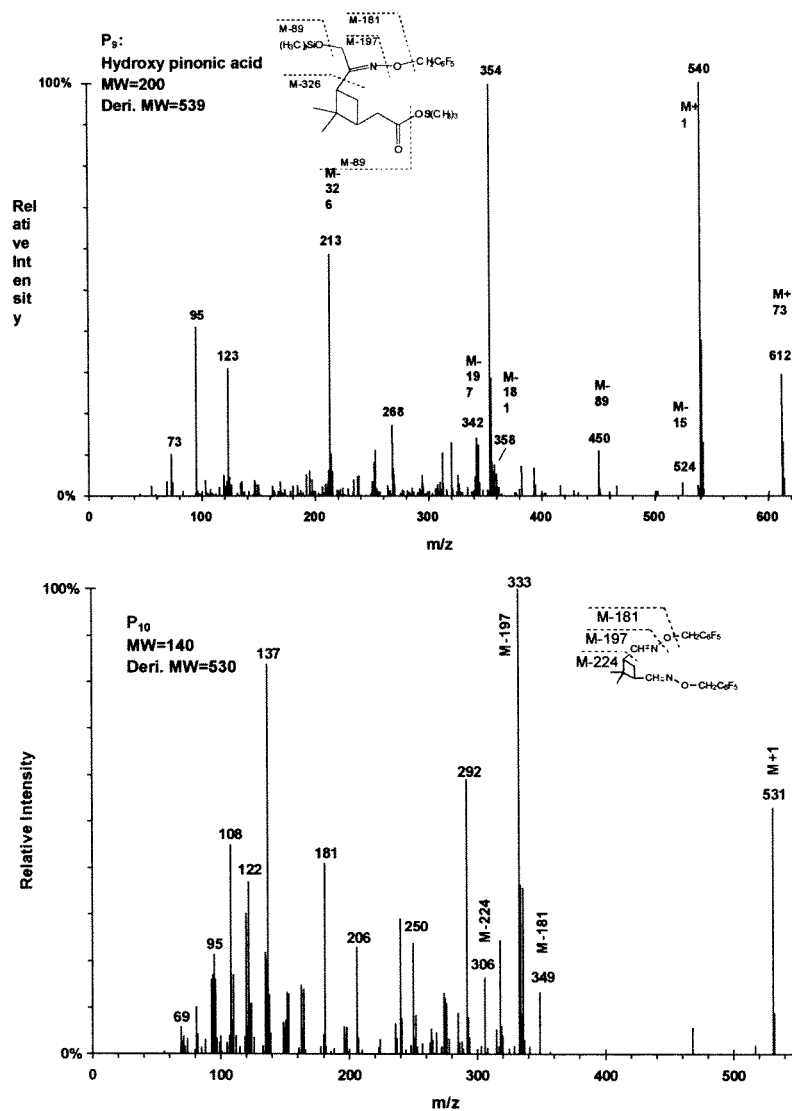 P9:
Hydroxy pinonic acid
MW=200
Deri. MW=539
M-89
(H3C)3SiO
M-181
M-197
N
O
CH2C6F5
M-326
OSi(CH3)3
O
M-89
M-
32
6
213
354
540
M+
1
M+
73
612
95
123
73
268
M-
19
7
342
M-
18
1
358
M-
89
450
M-
15
524
100%
0%
Rel
ati
ve
Int
en
sit
y
0
100
200
300
400
500
600
m/z
P10
MW=140
Deri. MW=530
M-181
M-197
M-224
CH=N
O-CH2C6F5
CH=N
O-CH2C6F5
100%
0%
Relative Intensity
69
95
108
122
137
181
206
250
292
M-224
306
M-197
333
M-181
349
M+1
531
0
100
200
300
400
500
m/z